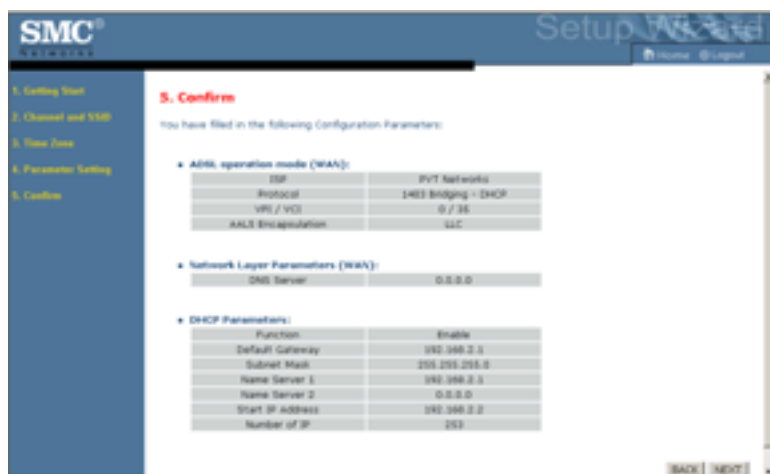 SMC®
Networks
Setup Wizard
Home Logout
1. Getting Start
2. Channel and SSID
3. Time Zone
4. Parameter Setting
5. Confirm
5. Confirm
You have filled in the following Configuration Parameters:
ADSL operation mode (WAN):
ISP PVT Networks
Protocol 1483 Bridging - DHCP
VPI / VCI 0 / 35
AAL5 Encapsulation LLC
Network Layer Parameters (WAN):
DNS Server 0.0.0.0
DHCP Parameters:
Function Enable
Default Gateway 192.168.2.1
Subnet Mask 255.255.255.0
Name Server 1 192.168.2.1
Name Server 2 0.0.0.0
Start IP Address 192.168.2.2
Number of IP 253
BACK NEXT